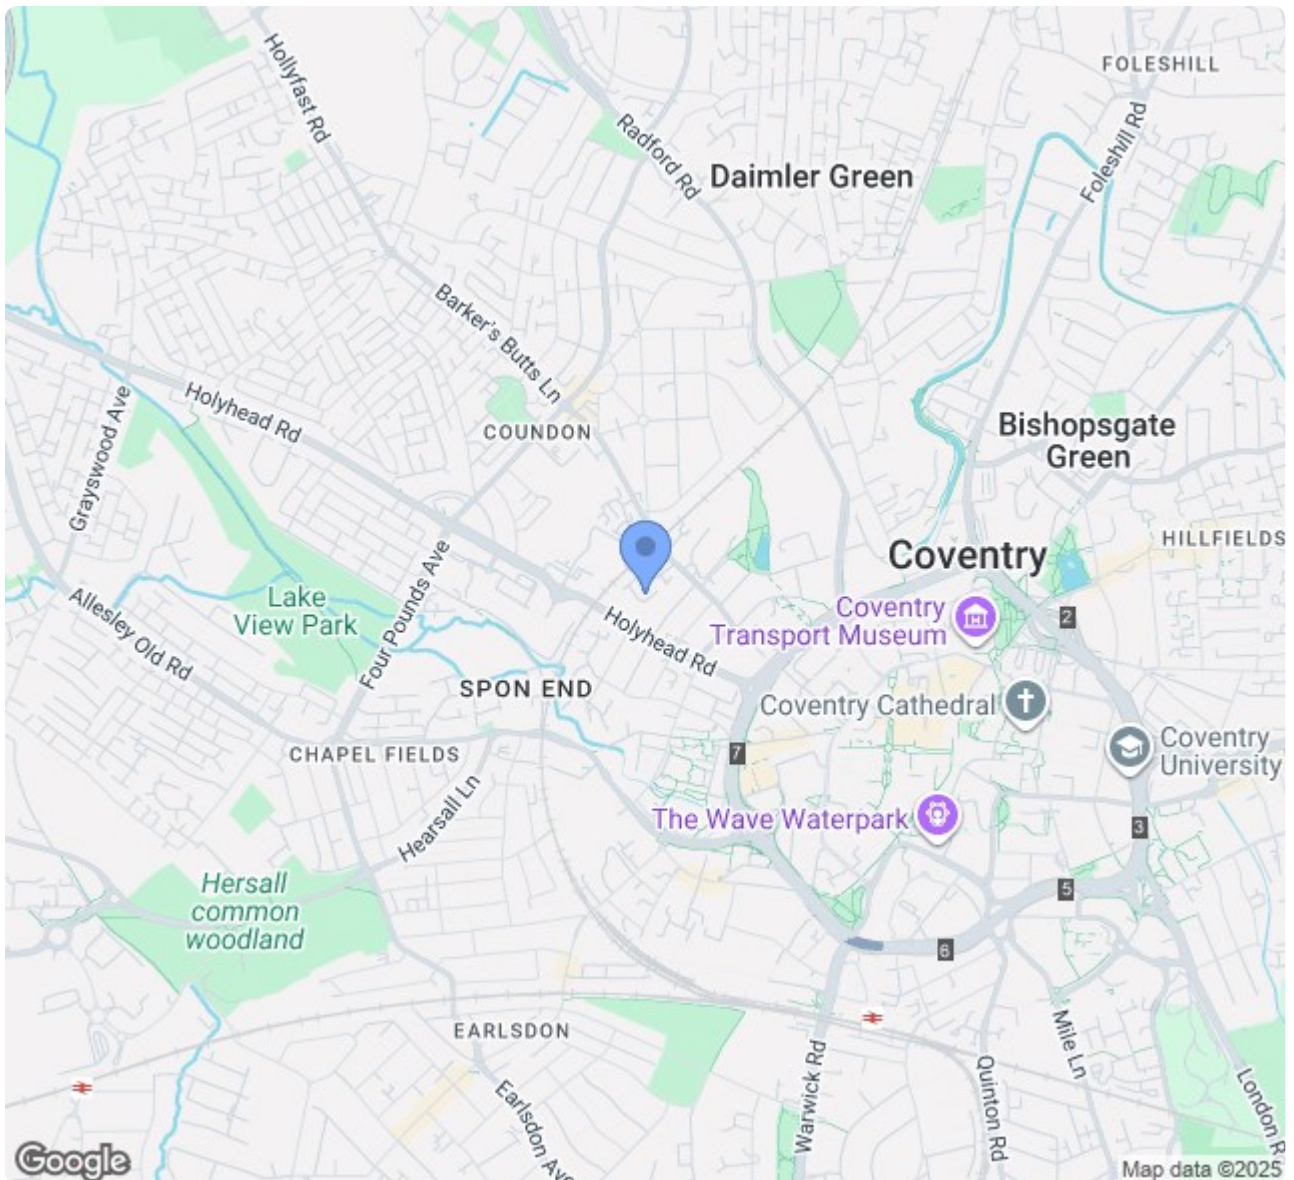 Hollyfast Rd
FOLESHILL
Radford Rd
Foleshill Rd
Daimler Green
Barker's Butts Ln
Holyhead Rd
Grayswood Ave
COUNDON
Bishopsgate
Green
HILLFIELDS
Coventry
Four Pounds Ave
Allesley Old Rd
Lake
View Park
Holyhead Rd
Coventry
Transport Museum
2
SPON END
Coventry Cathedral
7
CHAPEL FIELDS
Coventry
University
Hearsall Ln
The Wave Waterpark
3
Hersall
common
woodland
5
6
EARLSDON
Earlsdon Ave
Warwick Rd
Quinton Rd
Mile Ln
London R
Google
Map data ©2025